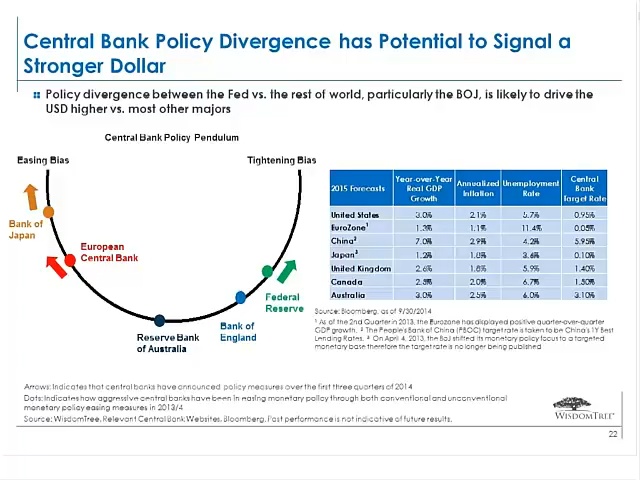 Central Bank Policy Divergence has Potential to Signal a
Stronger Dollar
Policy divergence between the Fed vs. the rest of world, particularly the BOJ, is likely to drive the
USD higher vs. most other majors
Central Bank Policy Pendulum
Easing Bias
Tightening Bias
Bank of
Japan
European
Central Bank
Federal
Reserve
Bank of
England
Reserve Bank
of Australia
2015 Forecasts Year-over-Year Real GDP Growth Annualized Inflation Unemployment Rate Central Bank Target Rate
United States 3.0% 2.1% 5.7% 0.95%
EuroZone¹ 1.3% 1.1% 11.4% 0.05%
China² 7.0% 2.9% 4.2% 5.95%
Japan³ 1.2% 1.8% 3.6% 0.10%
United Kingdom 2.6% 1.8% 5.9% 1.40%
Canada 2.5% 2.0% 6.7% 1.50%
Australia 3.0% 2.5% 6.0% 3.10%
Source: Bloomberg, as of 9/30/2014
¹ As of the 2nd Quarter in 2013, the Eurozone has displayed positive quarter-over-quarter
GDP growth. ² The People's Bank of China (PBOC) target rate is taken to be China's 1Y Best
Lending Rates. ³ On April 4, 2013, the BoJ shifted its monetary policy focus to a targeted
monetary base therefore the target rate is no longer being published
Arrows: Indicates that central banks have announced policy measures over the first three quarters of 2014
Dots: Indicates how aggressive central banks have been in easing monetary policy through both conventional and unconventional
monetary policy easing measures in 2013/4
Source: WisdomTree, Relevant Central Bank Websites, Bloomberg. Past performance is not indicative of future results.
WISDOMTREE
22